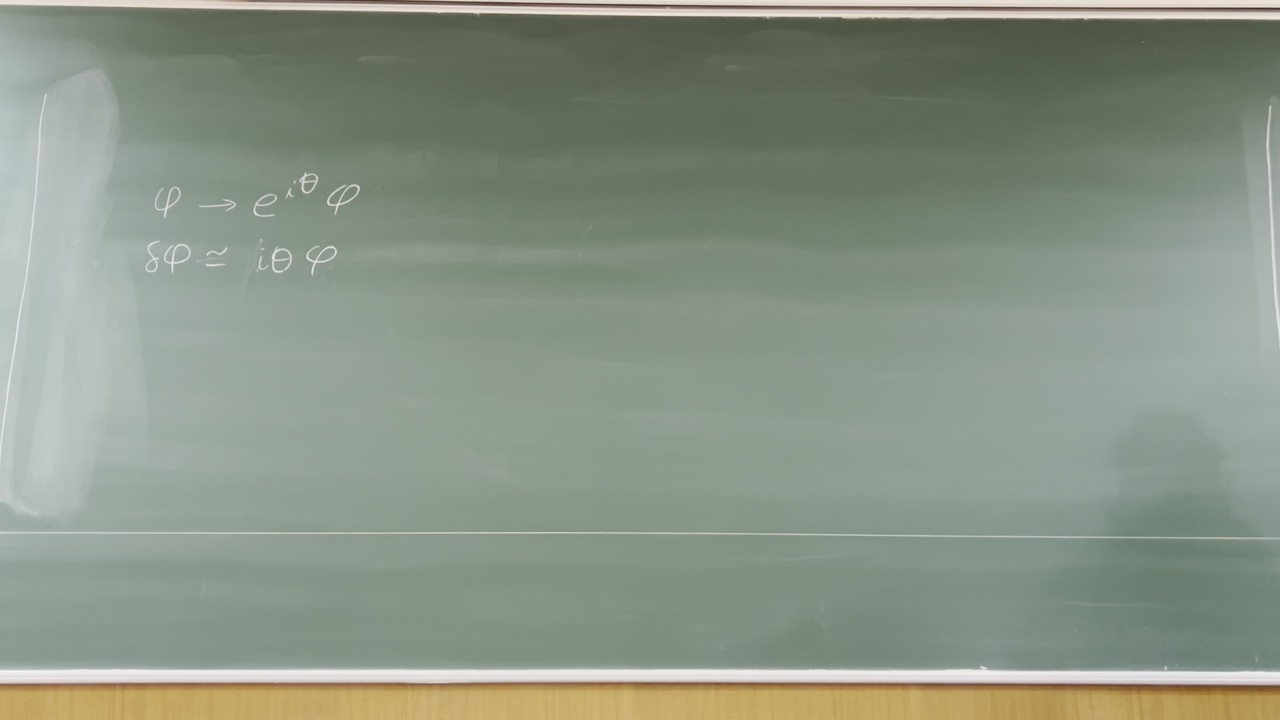 φ → e^{iθ} φ
δφ ≃ iθ φ